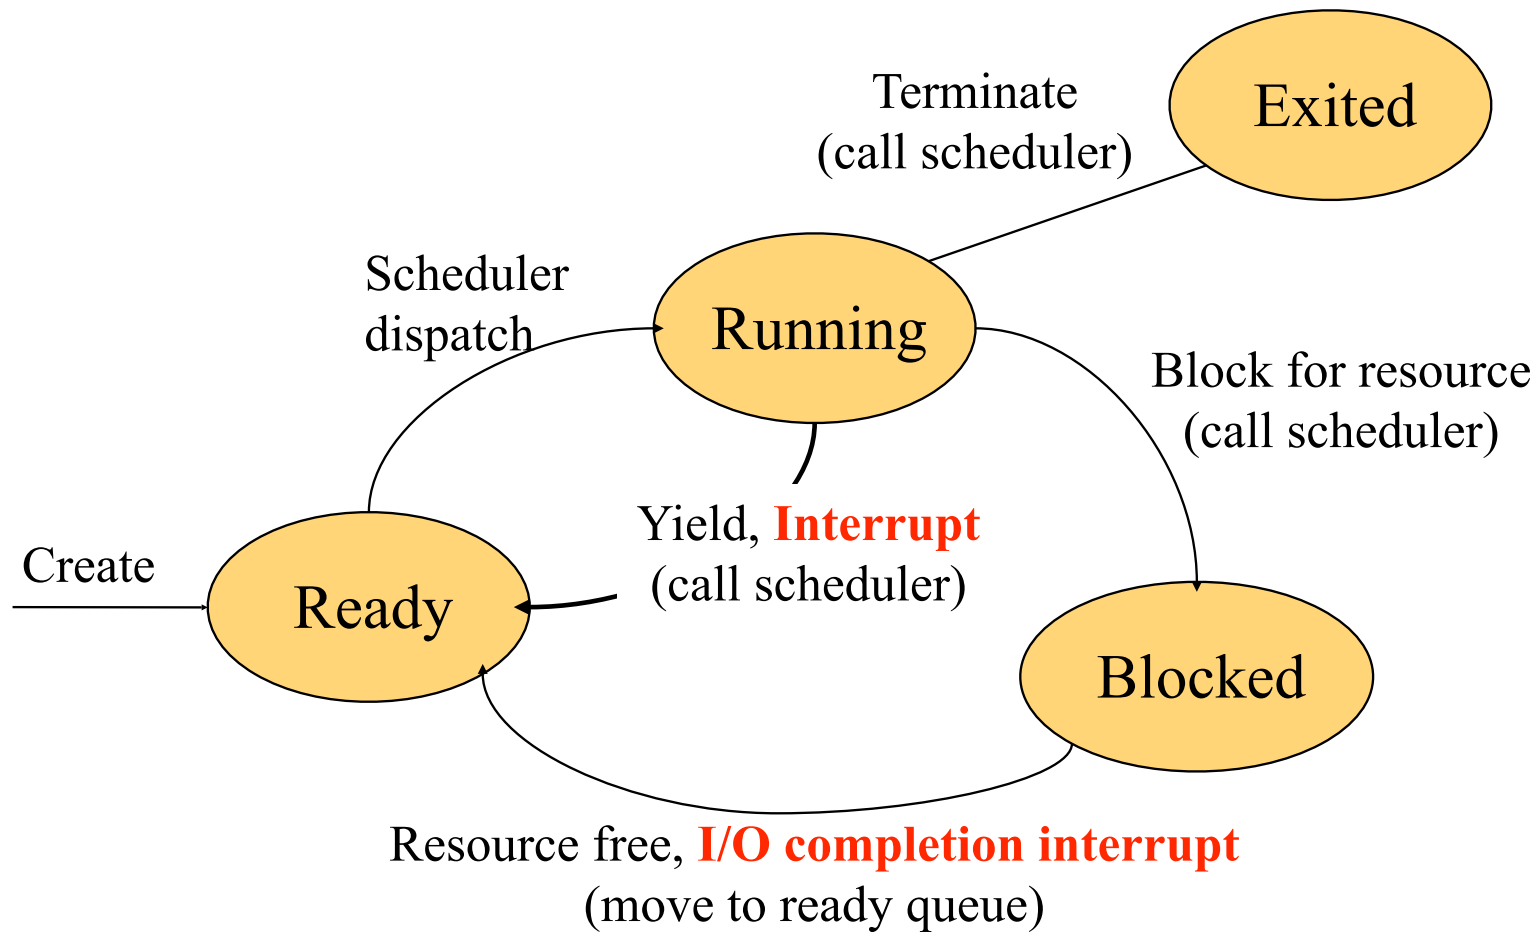 Terminate
(call scheduler)
Exited
Scheduler
dispatch
Running
Block for resource
(call scheduler)
Yield, Interrupt
(call scheduler)
Create
Ready
Blocked
Resource free, I/O completion interrupt
(move to ready queue)